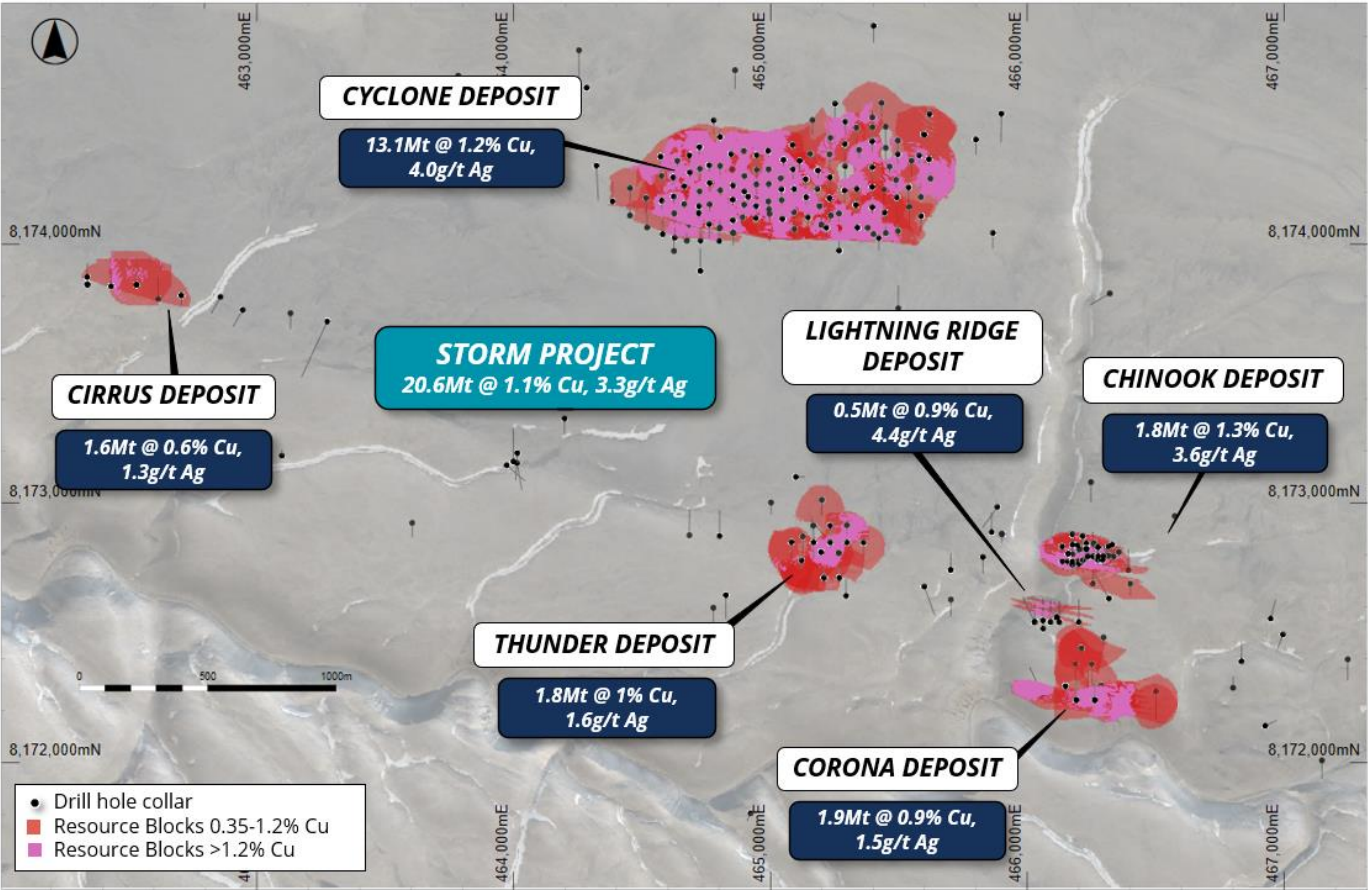 463,000mE
465,000mE
466,000mE
467,000mE
CYCLONE DEPOSIT
13.1Mt @ 1.2% Cu,
4.0g/t Ag
8,174,000mN
8,174,000mN
LIGHTNING RIDGE
DEPOSIT
0.5Mt @ 0.9% Cu,
4.4g/t Ag
STORM PROJECT
20.6Mt @ 1.1% Cu, 3.3g/t Ag
CHINOOK DEPOSIT
1.8Mt @ 1.3% Cu,
3.6g/t Ag
CIRRUS DEPOSIT
1.6Mt @ 0.6% Cu,
1.3g/t Ag
8,173,000mN
8,173,000mN
THUNDER DEPOSIT
1.8Mt @ 1% Cu,
1.6g/t Ag
0 500 1000m
8,172,000mN
8,172,000mN
CORONA DEPOSIT
1.9Mt @ 0.9% Cu,
1.5g/t Ag
Drill hole collar
Resource Blocks 0.35-1.2% Cu
Resource Blocks >1.2% Cu
464,000mE
465,000mE
466,000mE
467,000mE